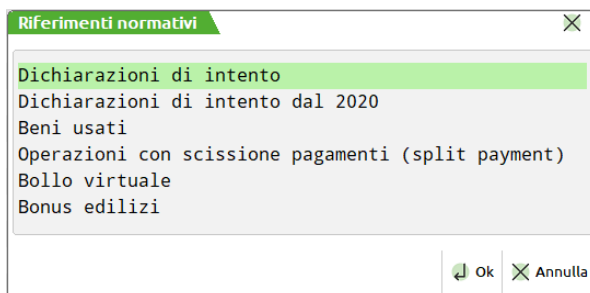 Riferimenti normativi
Dichiarazioni di intento
Dichiarazioni di intento dal 2020
Beni usati
Operazioni con scissione pagamenti (split payment)
Bollo virtuale
Bonus edilizi
Ok Annulla